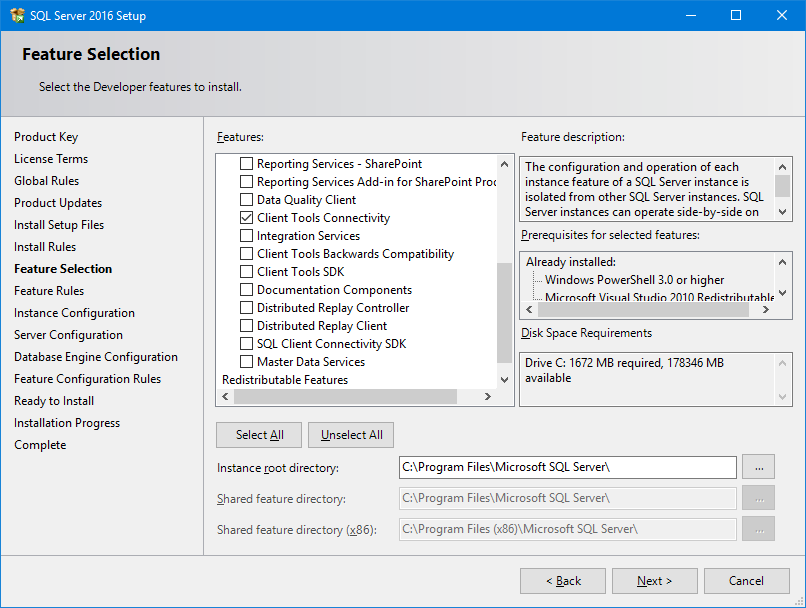 SQL Server 2016 Setup
Feature Selection
Select the Developer features to install.
Product Key
License Terms
Global Rules
Product Updates
Install Setup Files
Install Rules
Feature Selection
Feature Rules
Instance Configuration
Server Configuration
Database Engine Configuration
Feature Configuration Rules
Ready to Install
Installation Progress
Complete
Features:
Reporting Services - SharePoint
Reporting Services Add-in for SharePoint Proc
Data Quality Client
Client Tools Connectivity
Integration Services
Client Tools Backwards Compatibility
Client Tools SDK
Documentation Components
Distributed Replay Controller
Distributed Replay Client
SQL Client Connectivity SDK
Master Data Services
Redistributable Features
Feature description:
The configuration and operation of each
instance feature of a SQL Server instance is
isolated from other SQL Server instances. SQL
Server instances can operate side-by-side on
Prerequisites for selected features:
Already installed:
Windows PowerShell 3.0 or higher
Microsoft Visual Studio 2010 Redistributable
Disk Space Requirements
Drive C: 1672 MB required, 178346 MB
available
Select All
Unselect All
Instance root directory:
C:\Program Files\Microsoft SQL Server\
...
Shared feature directory:
C:\Program Files\Microsoft SQL Server\
...
Shared feature directory (x86):
C:\Program Files (x86)\Microsoft SQL Server\
...
< Back
Next >
Cancel